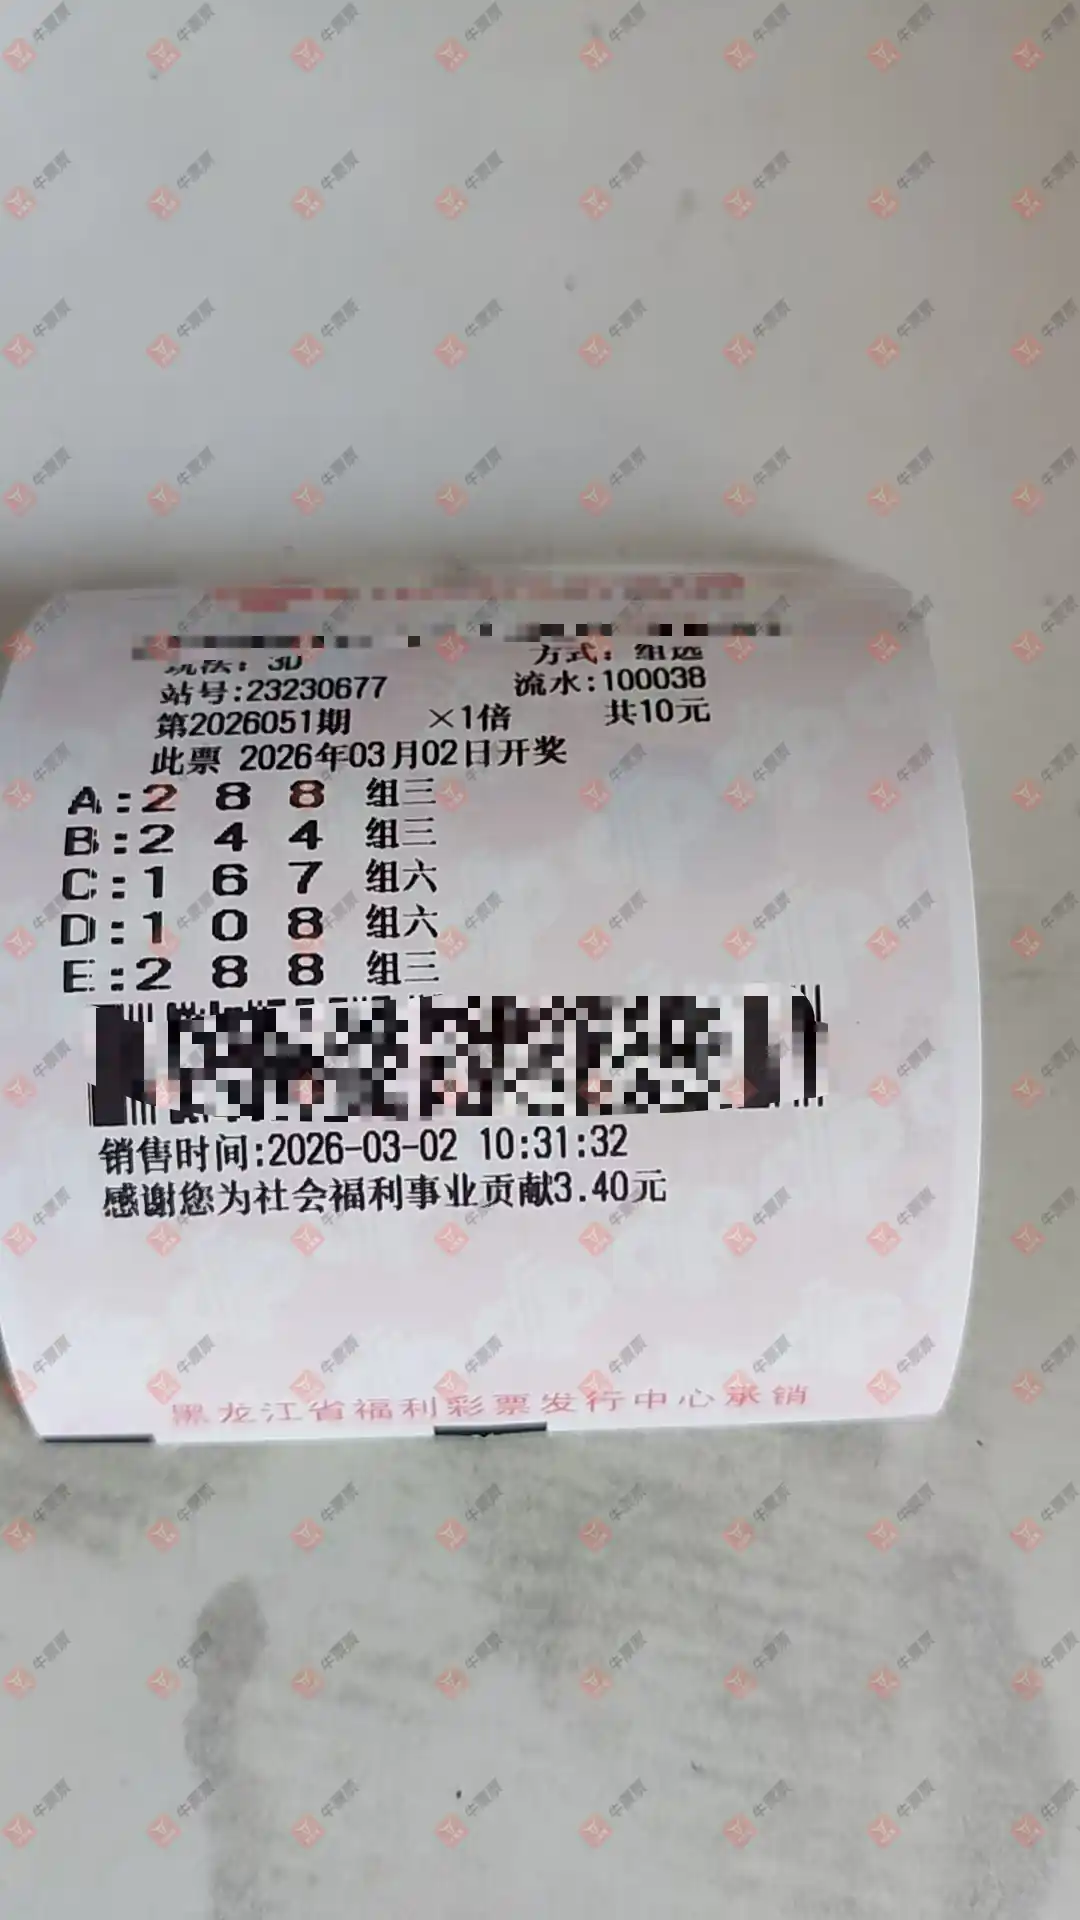 玩法: 3D 方式: 组选
站号:23230677 流水:100038
第2026051期 ×1倍 共10元
此票 2026年03月02日开奖
A:2 8 8 组三
B:2 4 4 组三
C:1 6 7 组六
D:1 0 8 组六
E:2 8 8 组三
销售时间:2026-03-02 10:31:32
感谢您为社会福利事业贡献3.40元
黑龙江省福利彩票发行中心承销
牛票票